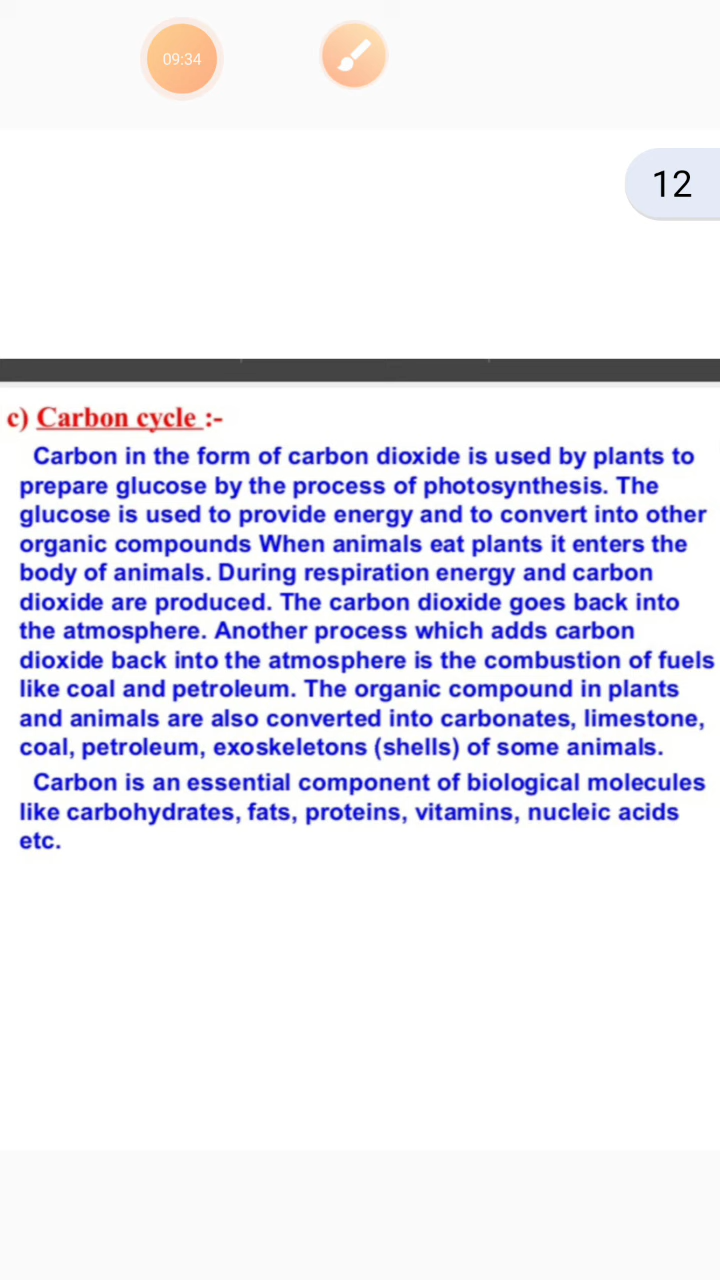 09:34
12
c) Carbon cycle :-
Carbon in the form of carbon dioxide is used by plants to
prepare glucose by the process of photosynthesis. The
glucose is used to provide energy and to convert into other
organic compounds When animals eat plants it enters the
body of animals. During respiration energy and carbon
dioxide are produced. The carbon dioxide goes back into
the atmosphere. Another process which adds carbon
dioxide back into the atmosphere is the combustion of fuels
like coal and petroleum. The organic compound in plants
and animals are also converted into carbonates, limestone,
coal, petroleum, exoskeletons (shells) of some animals.
Carbon is an essential component of biological molecules
like carbohydrates, fats, proteins, vitamins, nucleic acids
etc.